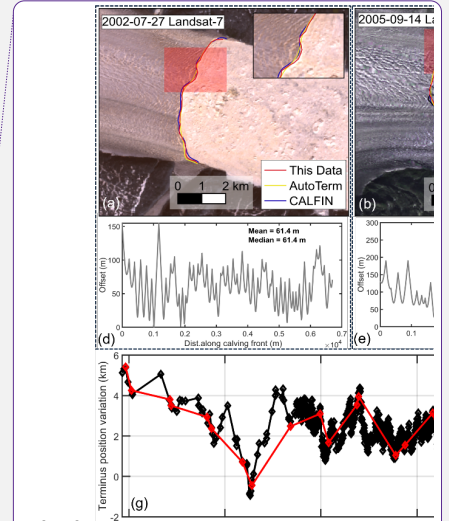 2002-07-27 Landsat-7
2005-09-14 La
This Data
AutoTerm
CALFIN
0 1 2 km
(a)
(b)
0
Mean = 61.4 m
Median = 61.4 m
Offset (m)
150
100
50
0
0 0.1 0.2 0.3 0.4 0.5 0.6 0.7
Dist.along calving front (m)
×10⁴
(d)
Offset (m)
300
250
200
150
100
50
0
0 0.1
(e)
Terminus position variation (km)
6
4
2
0
-2
(g)